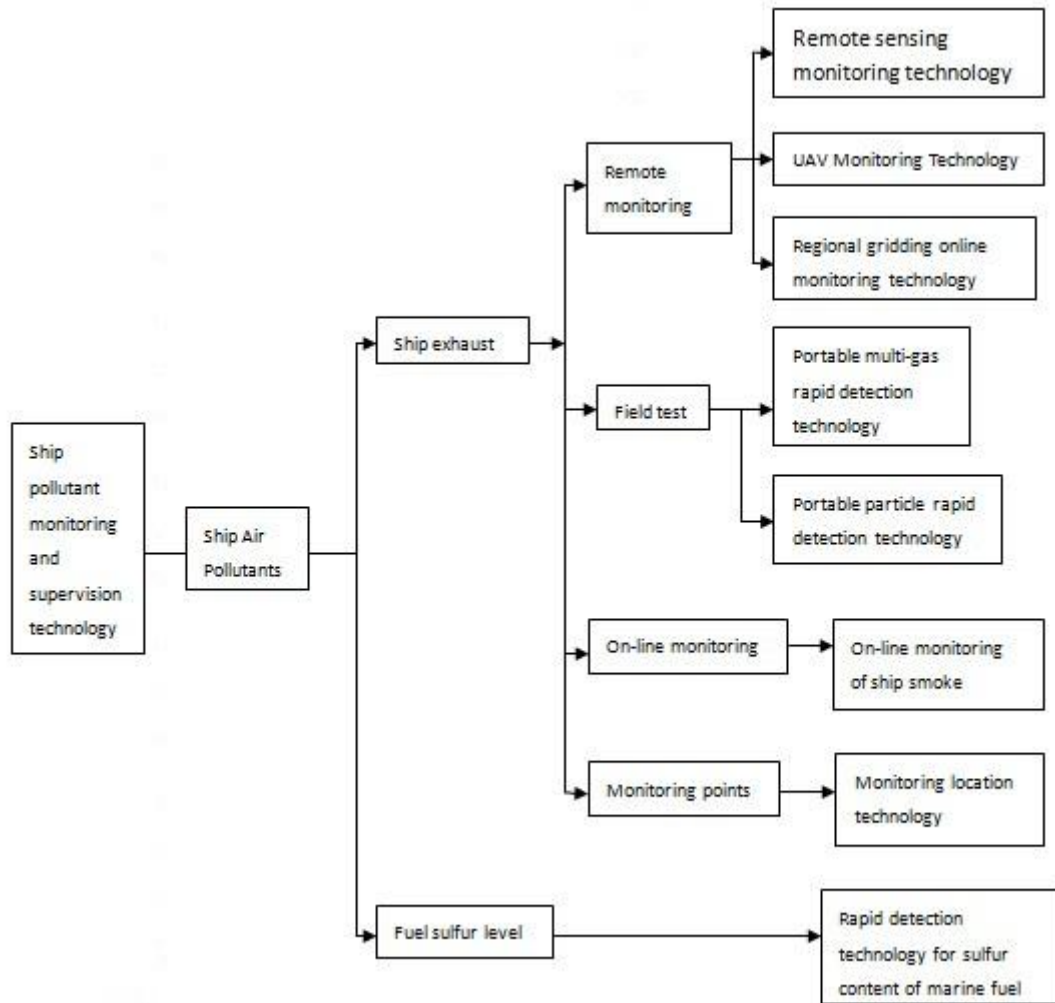 Ship
pollutant
monitoring
and
supervision
technology
Ship Air
Pollutants
Ship exhaust
Remote
monitoring
Remote sensing
monitoring technology
UAV Monitoring Technology
Regional gridding online
monitoring technology
Field test
Portable multi-gas
rapid detection
technology
Portable particle rapid
detection technology
On-line monitoring
On-line monitoring
of ship smoke
Monitoring points
Monitoring location
technology
Fuel sulfur level
Rapid detection
technology for sulfur
content of marine fuel